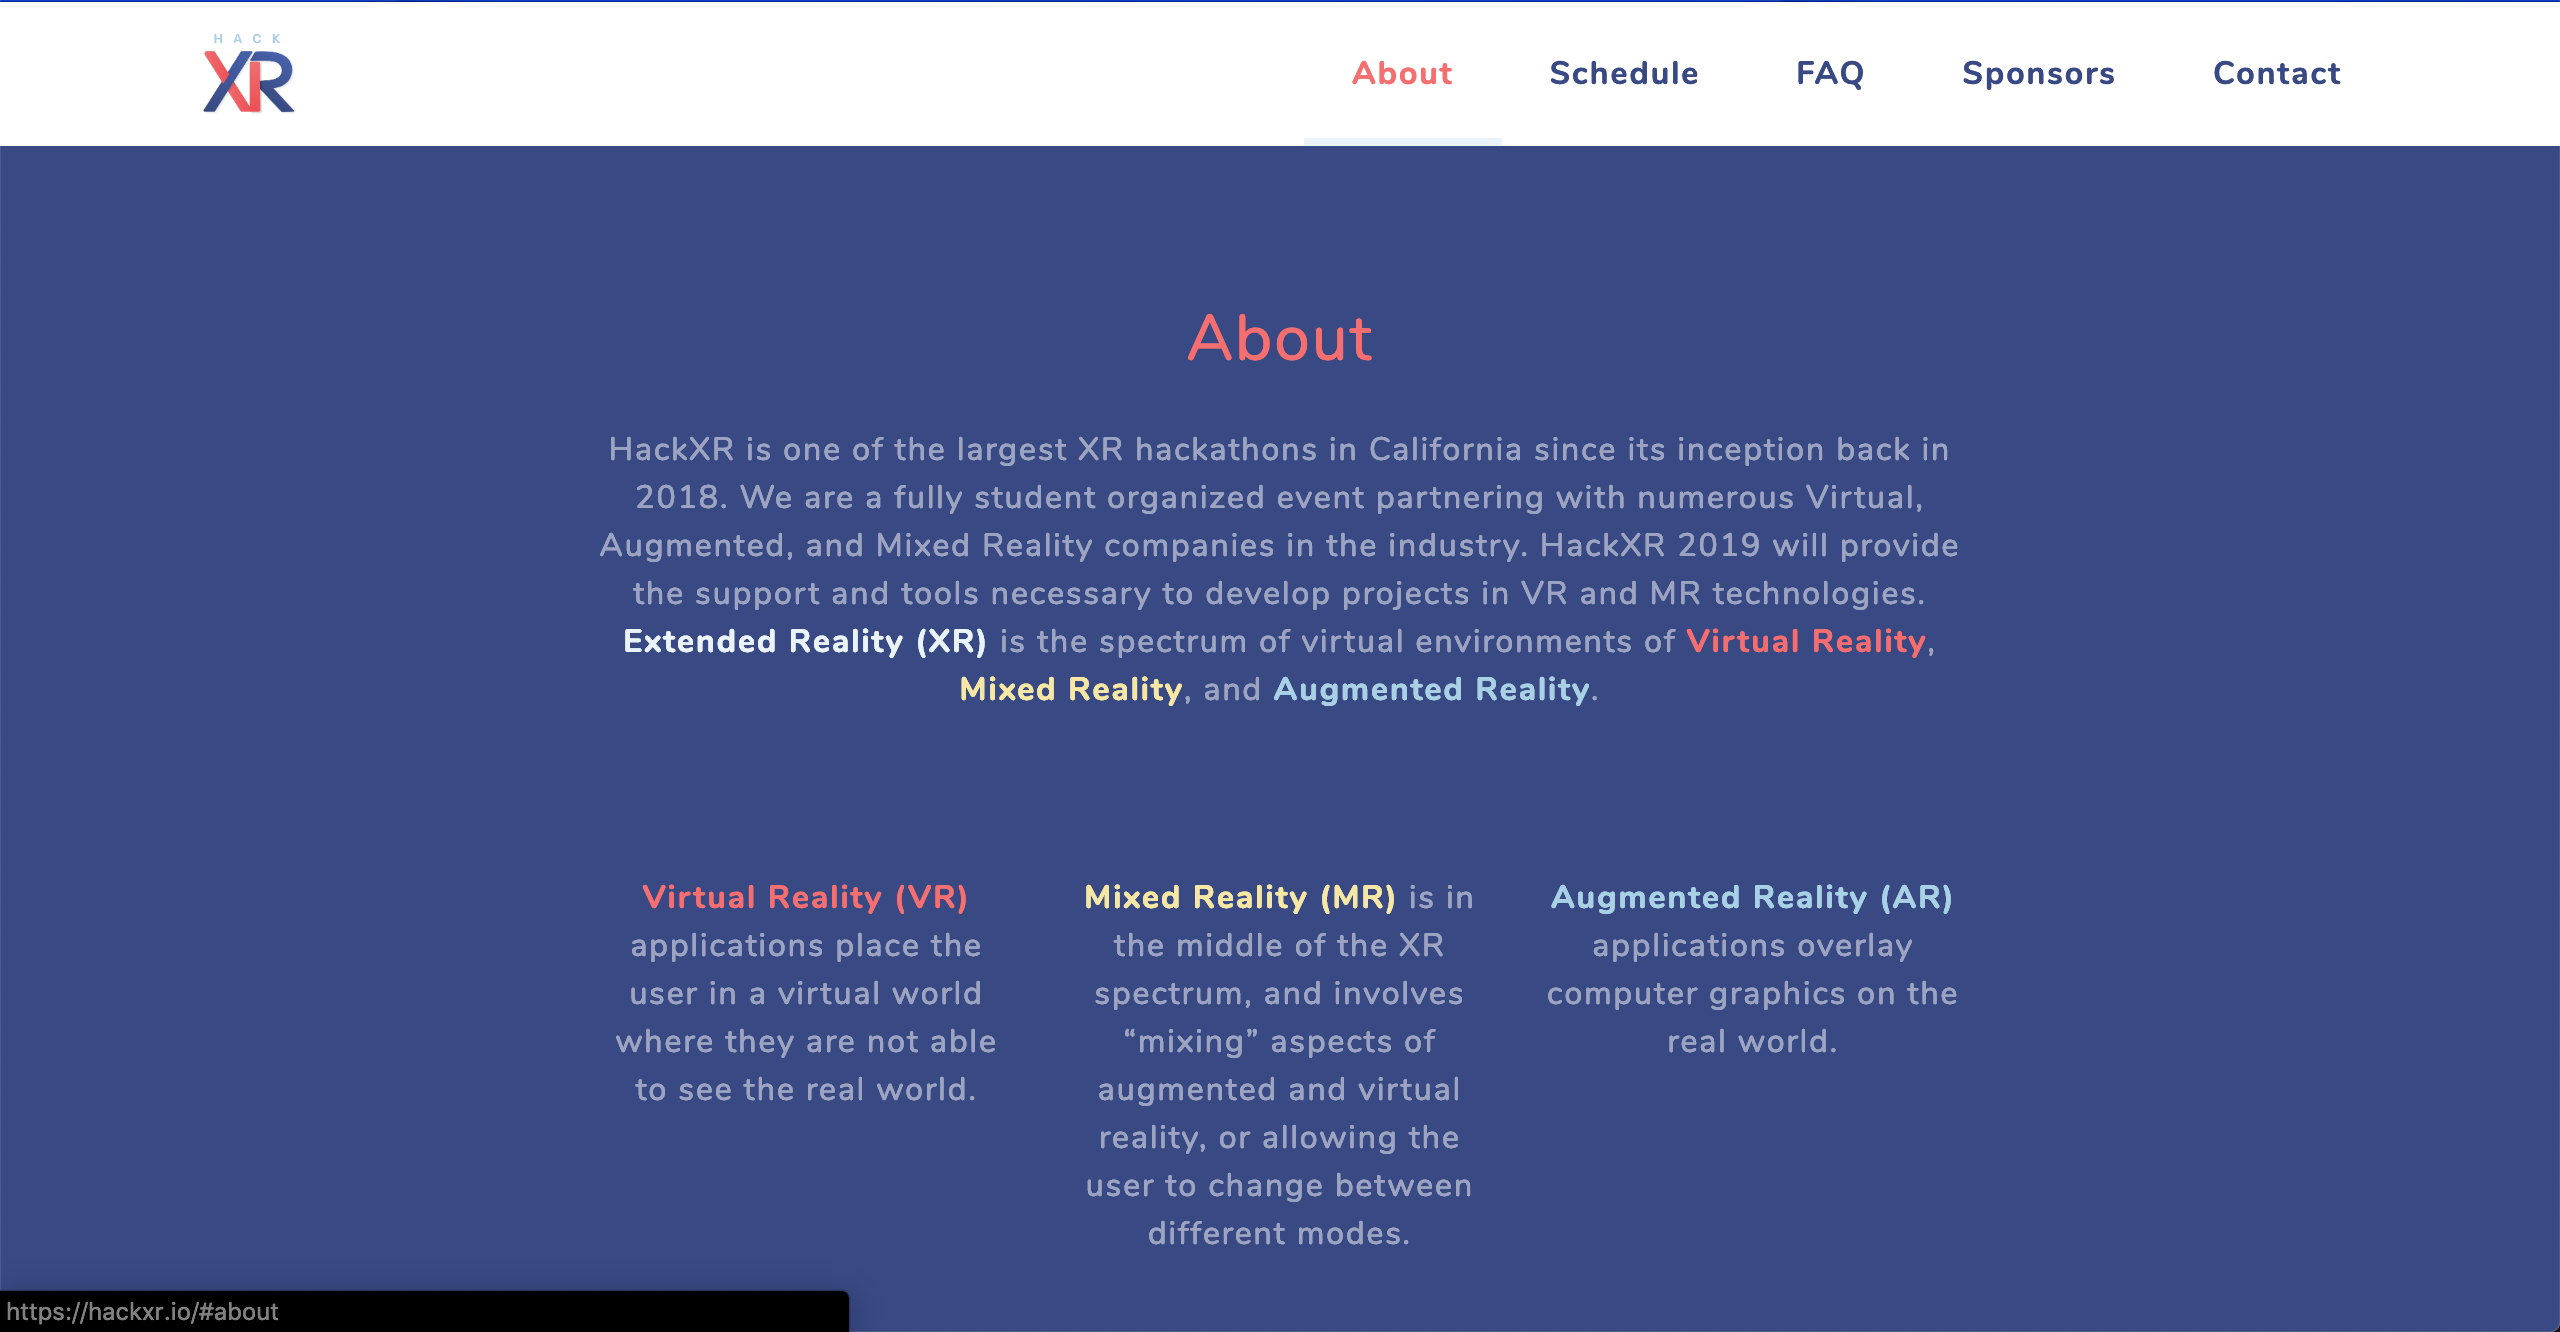 HACK
XR
About
Schedule
FAQ
Sponsors
Contact
About
HackXR is one of the largest XR hackathons in California since its inception back in
2018. We are a fully student organized event partnering with numerous Virtual,
Augmented, and Mixed Reality companies in the industry. HackXR 2019 will provide
the support and tools necessary to develop projects in VR and MR technologies.
Extended Reality (XR) is the spectrum of virtual environments of Virtual Reality,
Mixed Reality, and Augmented Reality.
Virtual Reality (VR)
applications place the
user in a virtual world
where they are not able
to see the real world.
Mixed Reality (MR) is in
the middle of the XR
spectrum, and involves
“mixing” aspects of
augmented and virtual
reality, or allowing the
user to change between
different modes.
Augmented Reality (AR)
applications overlay
computer graphics on the
real world.
https://hackxr.io/#about